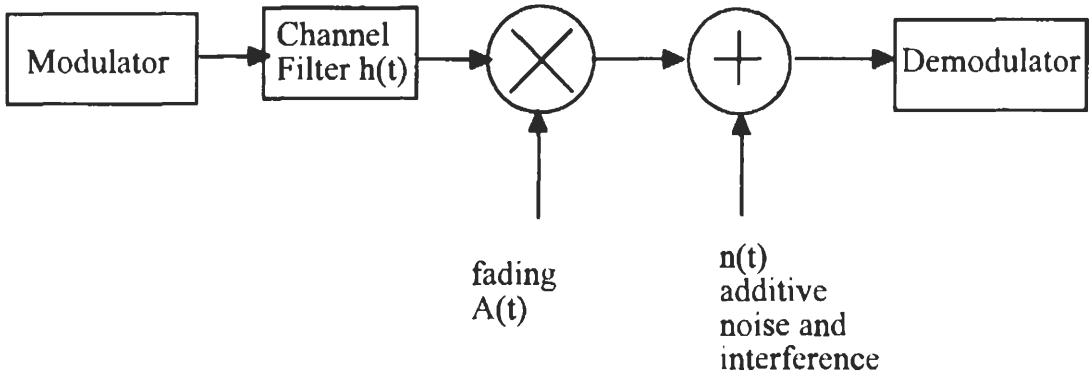 Modulator
Channel
Filter h(t)
Demodulator
fading
A(t)
n(t)
additive
noise and
interference